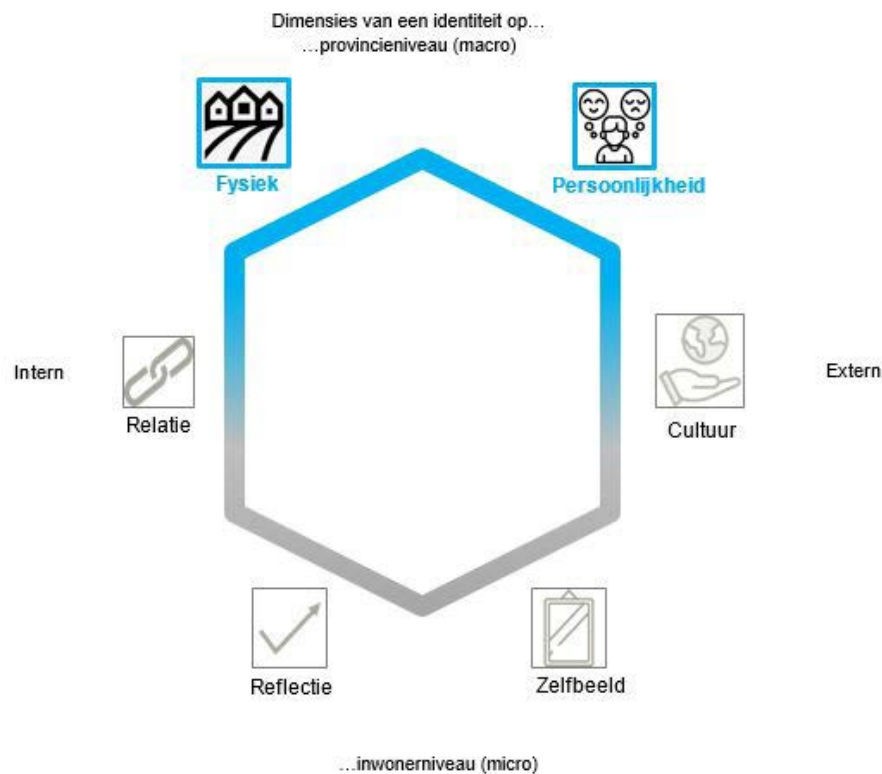 Dimensies van een identiteit op…
…provincieniveau (macro)
Fysiek
Persoonlijkheid
Intern
Relatie
Cultuur
Extern
Reflectie
Zelfbeeld
…inwonerniveau (micro)